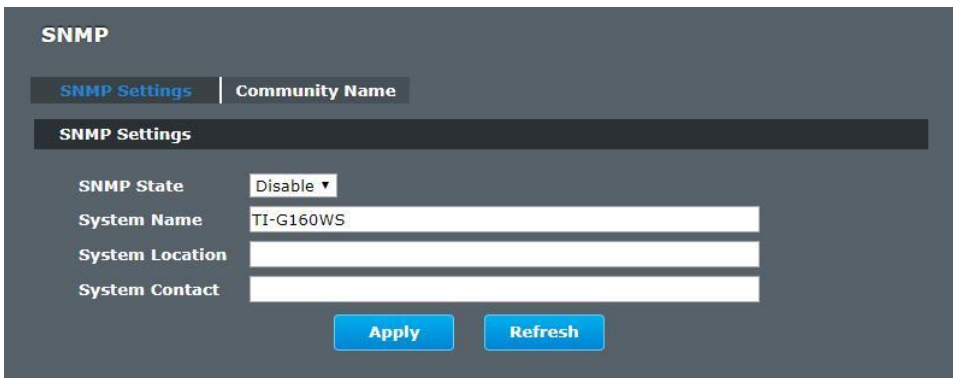 SNMP
SNMP Settings Community Name
SNMP Settings
SNMP State Disable
System Name TI-G160WS
System Location
System Contact
Apply Refresh